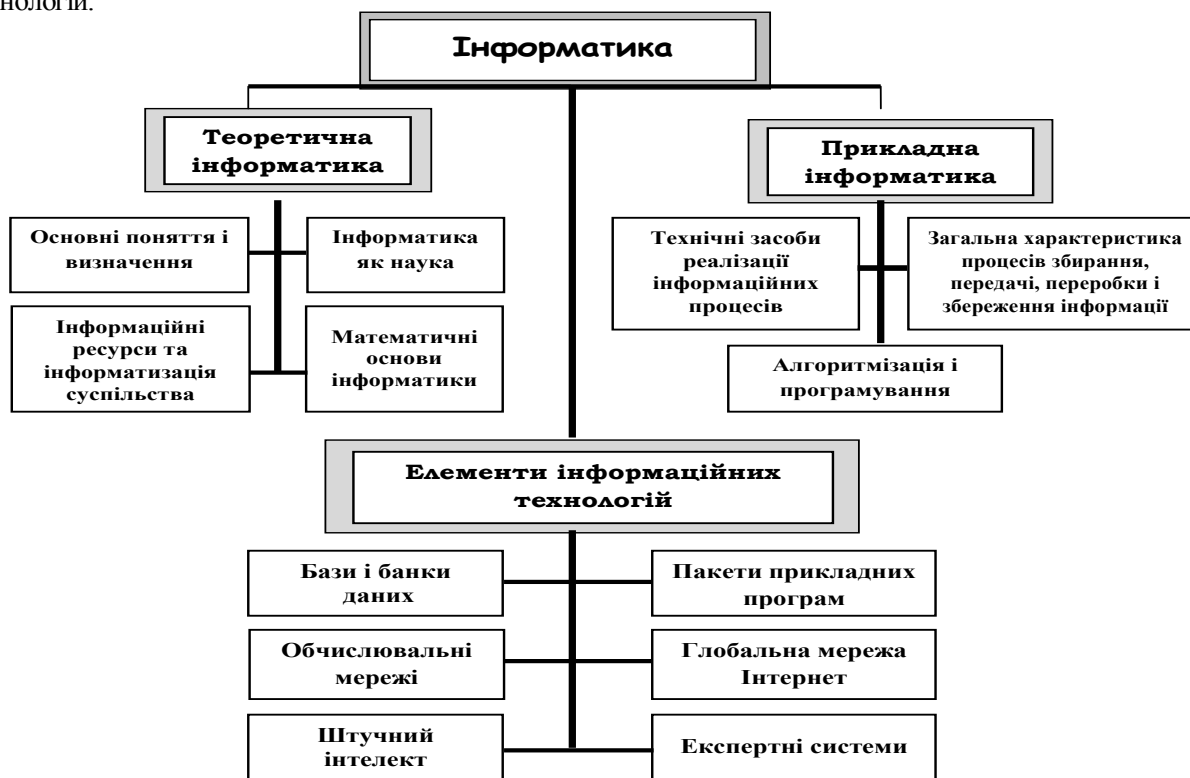 нологій.
Інформатика
Теоретична
інформатика
Прикладна
інформатика
Основні поняття і
визначення
Інформатика
як наука
Інформаційні
ресурси та
інформатизація
суспільства
Математичні
основи
інформатики
Технічні засоби
реалізації
інформаційних
процесів
Загальна характеристика
процесів збирання,
передачі, переробки і
збереження інформації
Алгоритмізація і
програмування
Елементи інформаційних
технологій
Бази і банки
даних
Пакети прикладних
програм
Обчислювальні
мережі
Глобальна мережа
Інтернет
Штучний
інтелект
Експертні системи